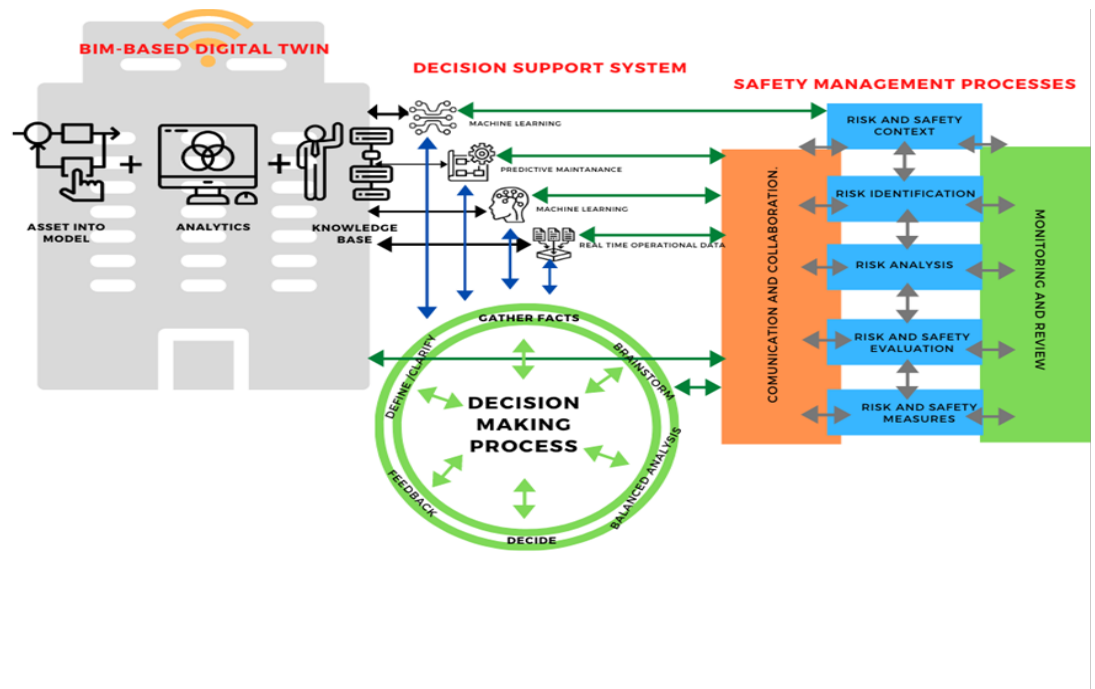 BIM-BASED DIGITAL TWIN
DECISION SUPPORT SYSTEM
SAFETY MANAGEMENT PROCESSES
ASSET INTO
MODEL
ANALYTICS
KNOWLEDGE
BASE
MACHINE LEARNING
PREDICTIVE MAINTANANCE
MACHINE LEARNING
REAL TIME OPERATIONAL DATA
GATHER FACTS
BRAINSTORM
BALANCED ANALYSIS
DECIDE
FEEDBACK
DEFINE /CLARIFY
DECISION
MAKING
PROCESS
COMUNICATION AND COLLABORATION.
RISK AND SAFETY
CONTEXT
RISK IDENTIFICATION
RISK ANALYSIS
RISK AND SAFETY
EVALUATION
RISK AND SAFETY
MEASURES
MONITORING AND REVIEW